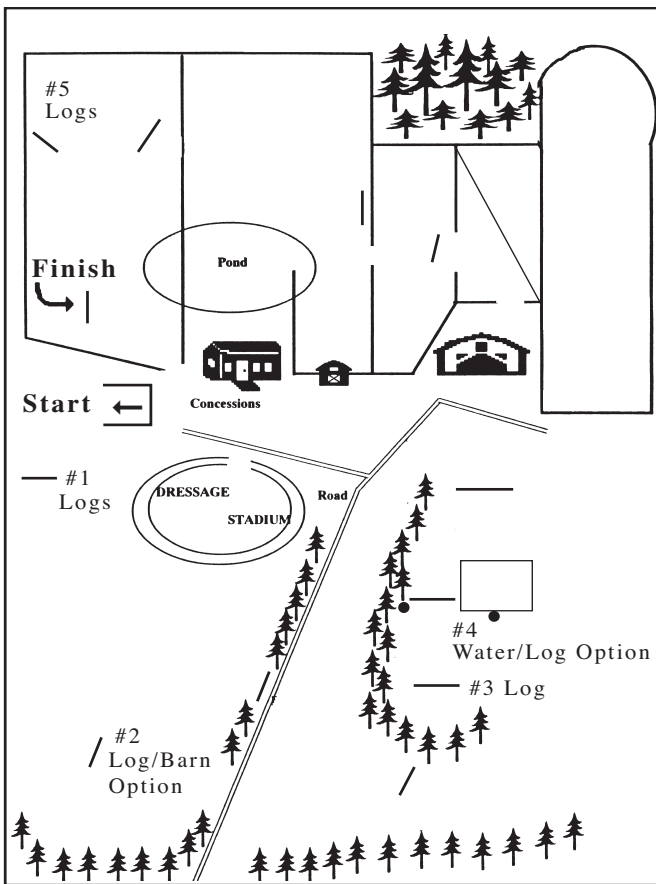 #5
Logs
Finish
Pond
Start
Concessions
#1
Logs
DRESSAGE
STADIUM
Road
#4
Water/Log Option
#3 Log
#2
Log/Barn
Option